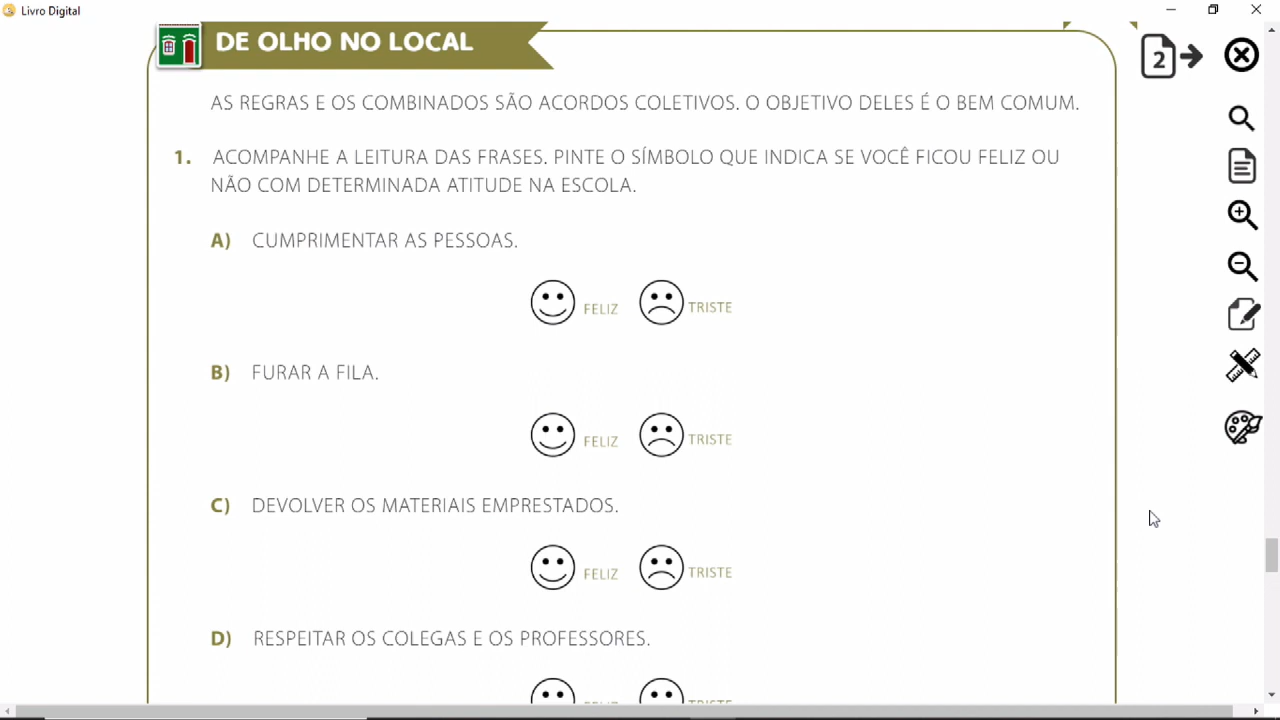 Livro Digital
DE OLHO NO LOCAL
2
AS REGRAS E OS COMBINADOS SÃO ACORDOS COLETIVOS. O OBJETIVO DELES É O BEM COMUM.
1. ACOMPANHE A LEITURA DAS FRASES. PINTE O SÍMBOLO QUE INDICA SE VOCÊ FICOU FELIZ OU
NÃO COM DETERMINADA ATITUDE NA ESCOLA.
A) CUMPRIMENTAR AS PESSOAS.
FELIZ TRISTE
B) FURAR A FILA.
FELIZ TRISTE
C) DEVOLVER OS MATERIAIS EMPRESTADOS.
FELIZ TRISTE
D) RESPEITAR OS COLEGAS E OS PROFESSORES.
FELIZ TRISTE